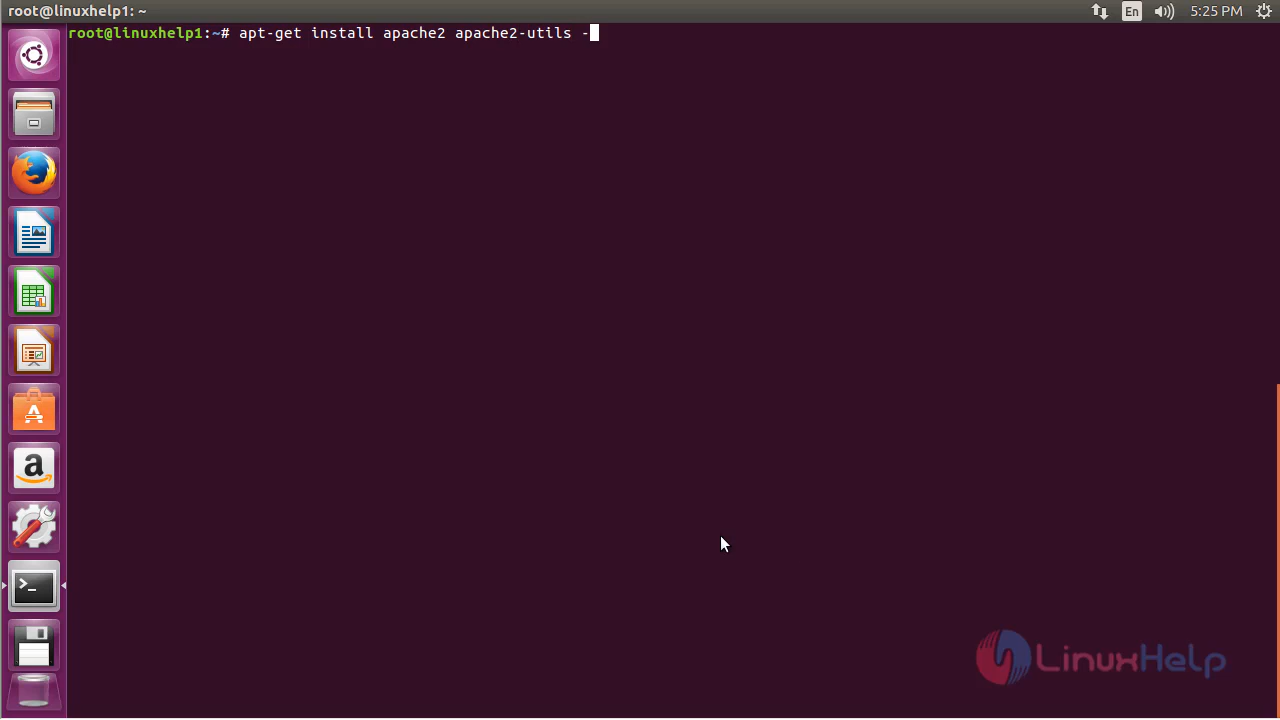 root@linuxhelp1: ~
En
5:25 PM
root@linuxhelp1:~# apt-get install apache2 apache2-utils -
LinuxHelp